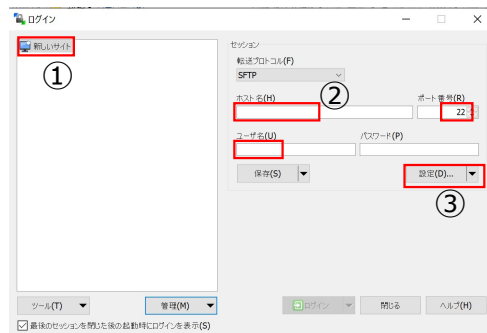 ログイン
新しいサイト
①
セッション
転送プロトコル(F)
SFTP
ホスト名(H)
②
ポート番号(R)
22
ユーザ名(U)
パスワード(P)
保存(S)
設定(D)...
③
ツール(T)
管理(M)
ログイン
閉じる
ヘルプ(H)
最後のセッションを閉じた後の起動時にログインを表示(S)